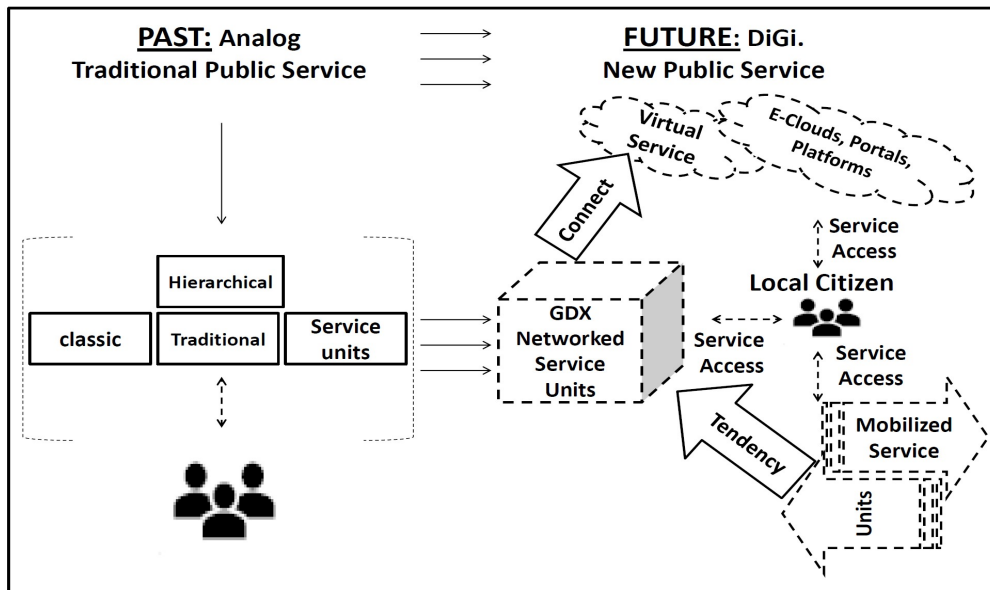 PAST: Analog
Traditional Public Service
FUTURE: DiGi.
New Public Service
Virtual
Service
E-Clouds, Portals,
Platforms
Connect
Service
Access
Hierarchical
classic
Traditional
Service
units
GDX
Networked
Service
Units
Local Citizen
Service
Access
Service
Access
Tendency
Mobilized
Service
Units